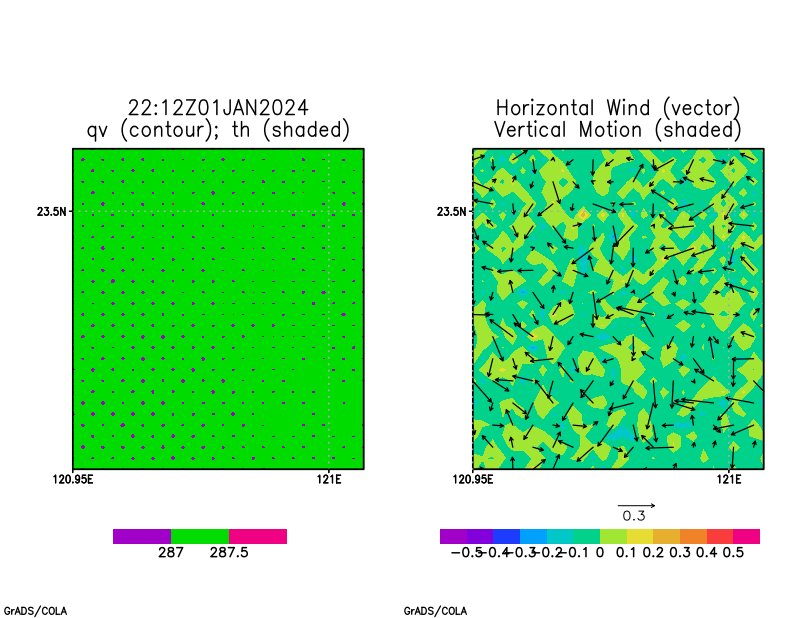 22:12Z01JAN2024
qv (contour); th (shaded)
23.5N
120.95E
121E
287
287.5
Horizontal Wind (vector)
Vertical Motion (shaded)
23.5N
120.95E
121E
0.3
-0.5 -0.4 -0.3 -0.2 -0.1 0 0.1 0.2 0.3 0.4 0.5
GrADS/COLA
GrADS/COLA